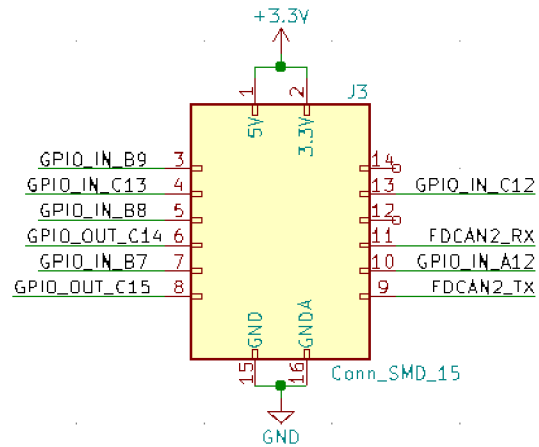 +3.3V
1
2
J3
5V
3.3V
GPIO_IN_B9
3
14
GPIO_IN_C13
4
13
GPIO_IN_C12
GPIO_IN_B8
5
12
GPIO_OUT_C14
6
11
FDCAN2_RX
GPIO_IN_B7
7
10
GPIO_IN_A12
GPIO_OUT_C15
8
9
FDCAN2_TX
GND
GNDA
15
16
Conn_SMD_15
GND